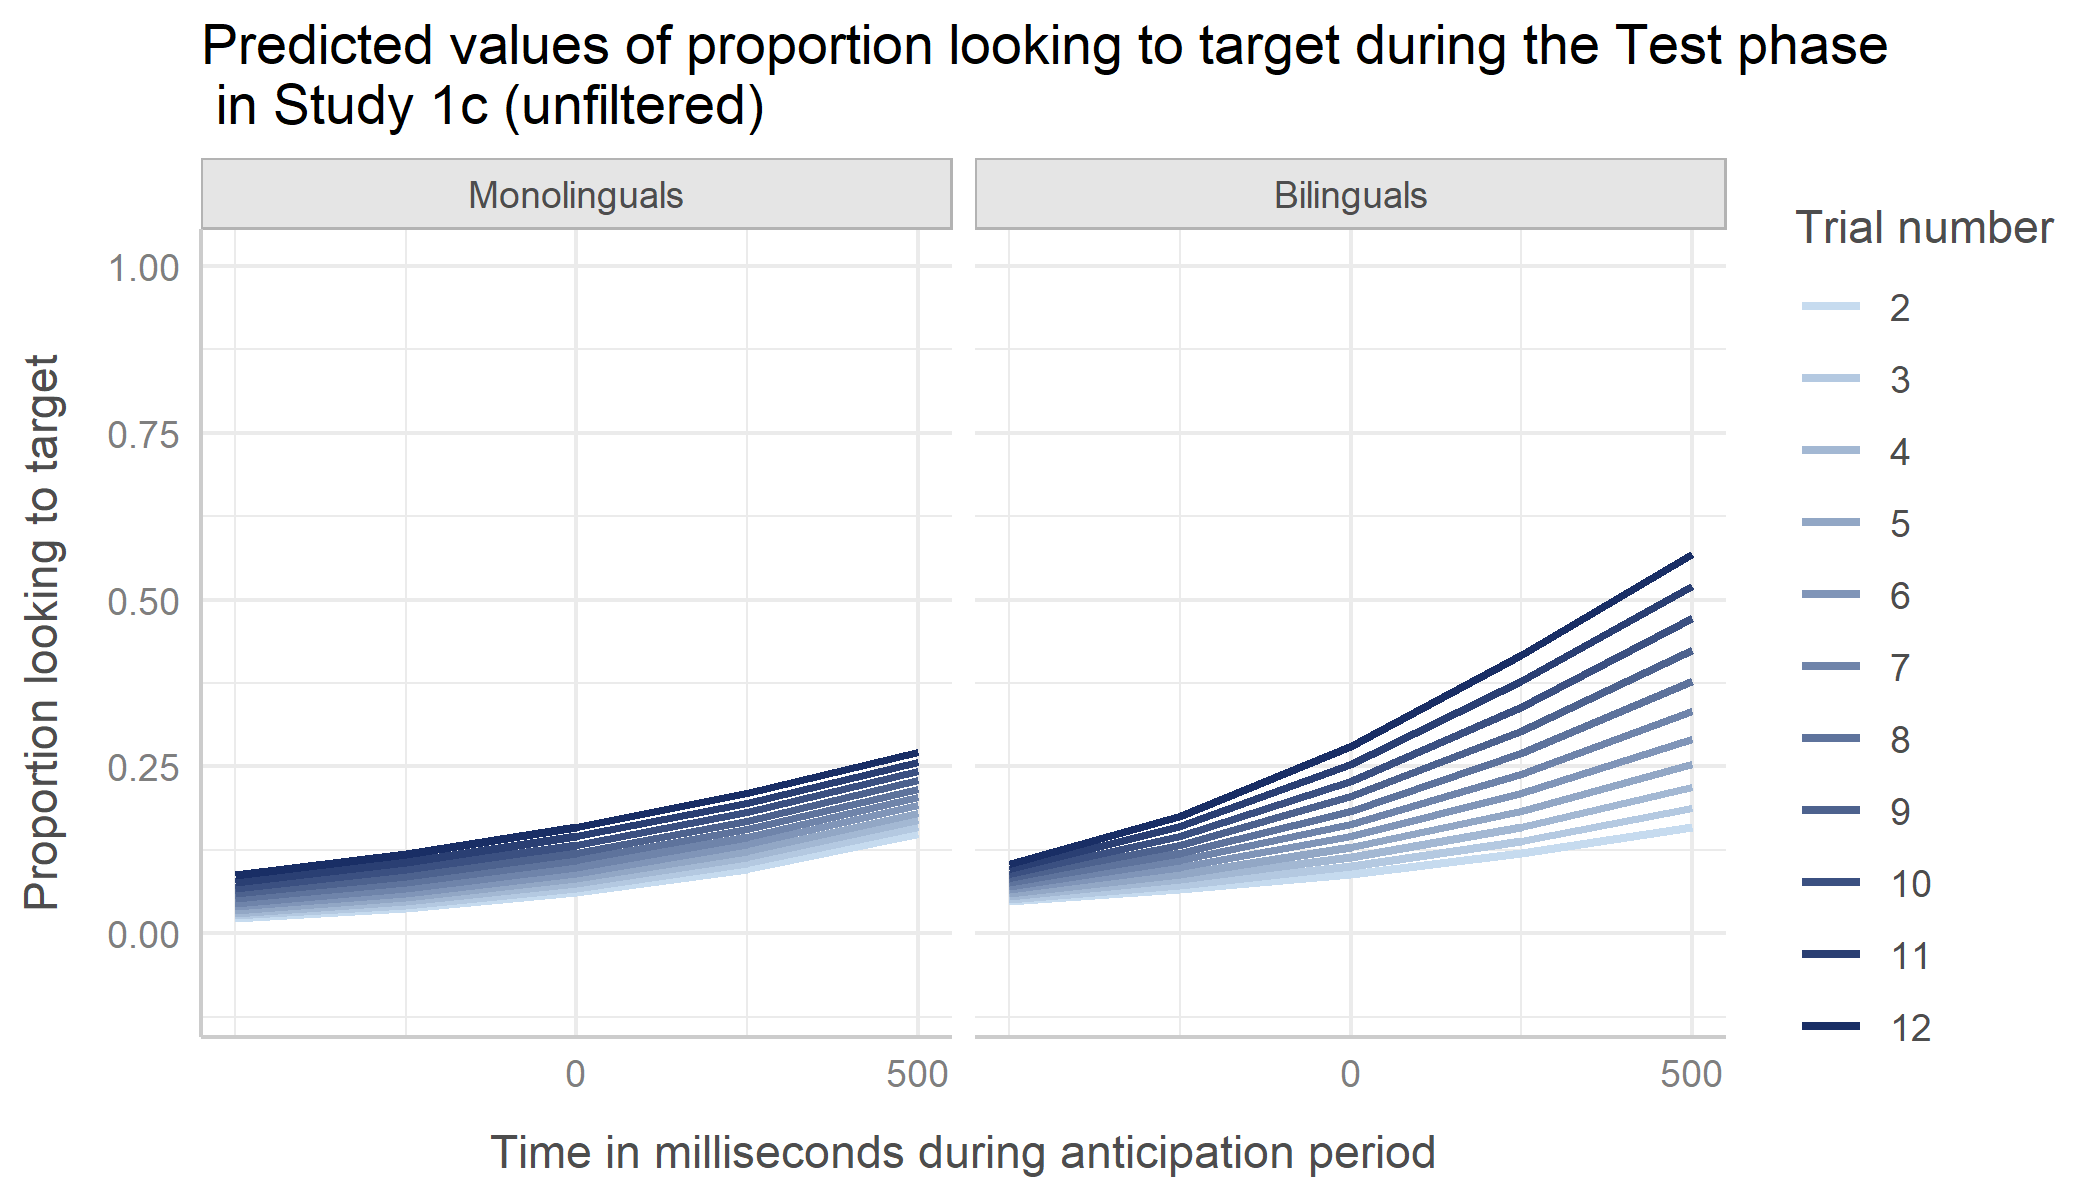 Predicted values of proportion looking to target during the Test phase
in Study 1c (unfiltered)
Monolinguals
Bilinguals
Proportion looking to target
1.00
0.75
0.50
0.25
0.00
0
500
0
500
Time in milliseconds during anticipation period
Trial number
2
3
4
5
6
7
8
9
10
11
12